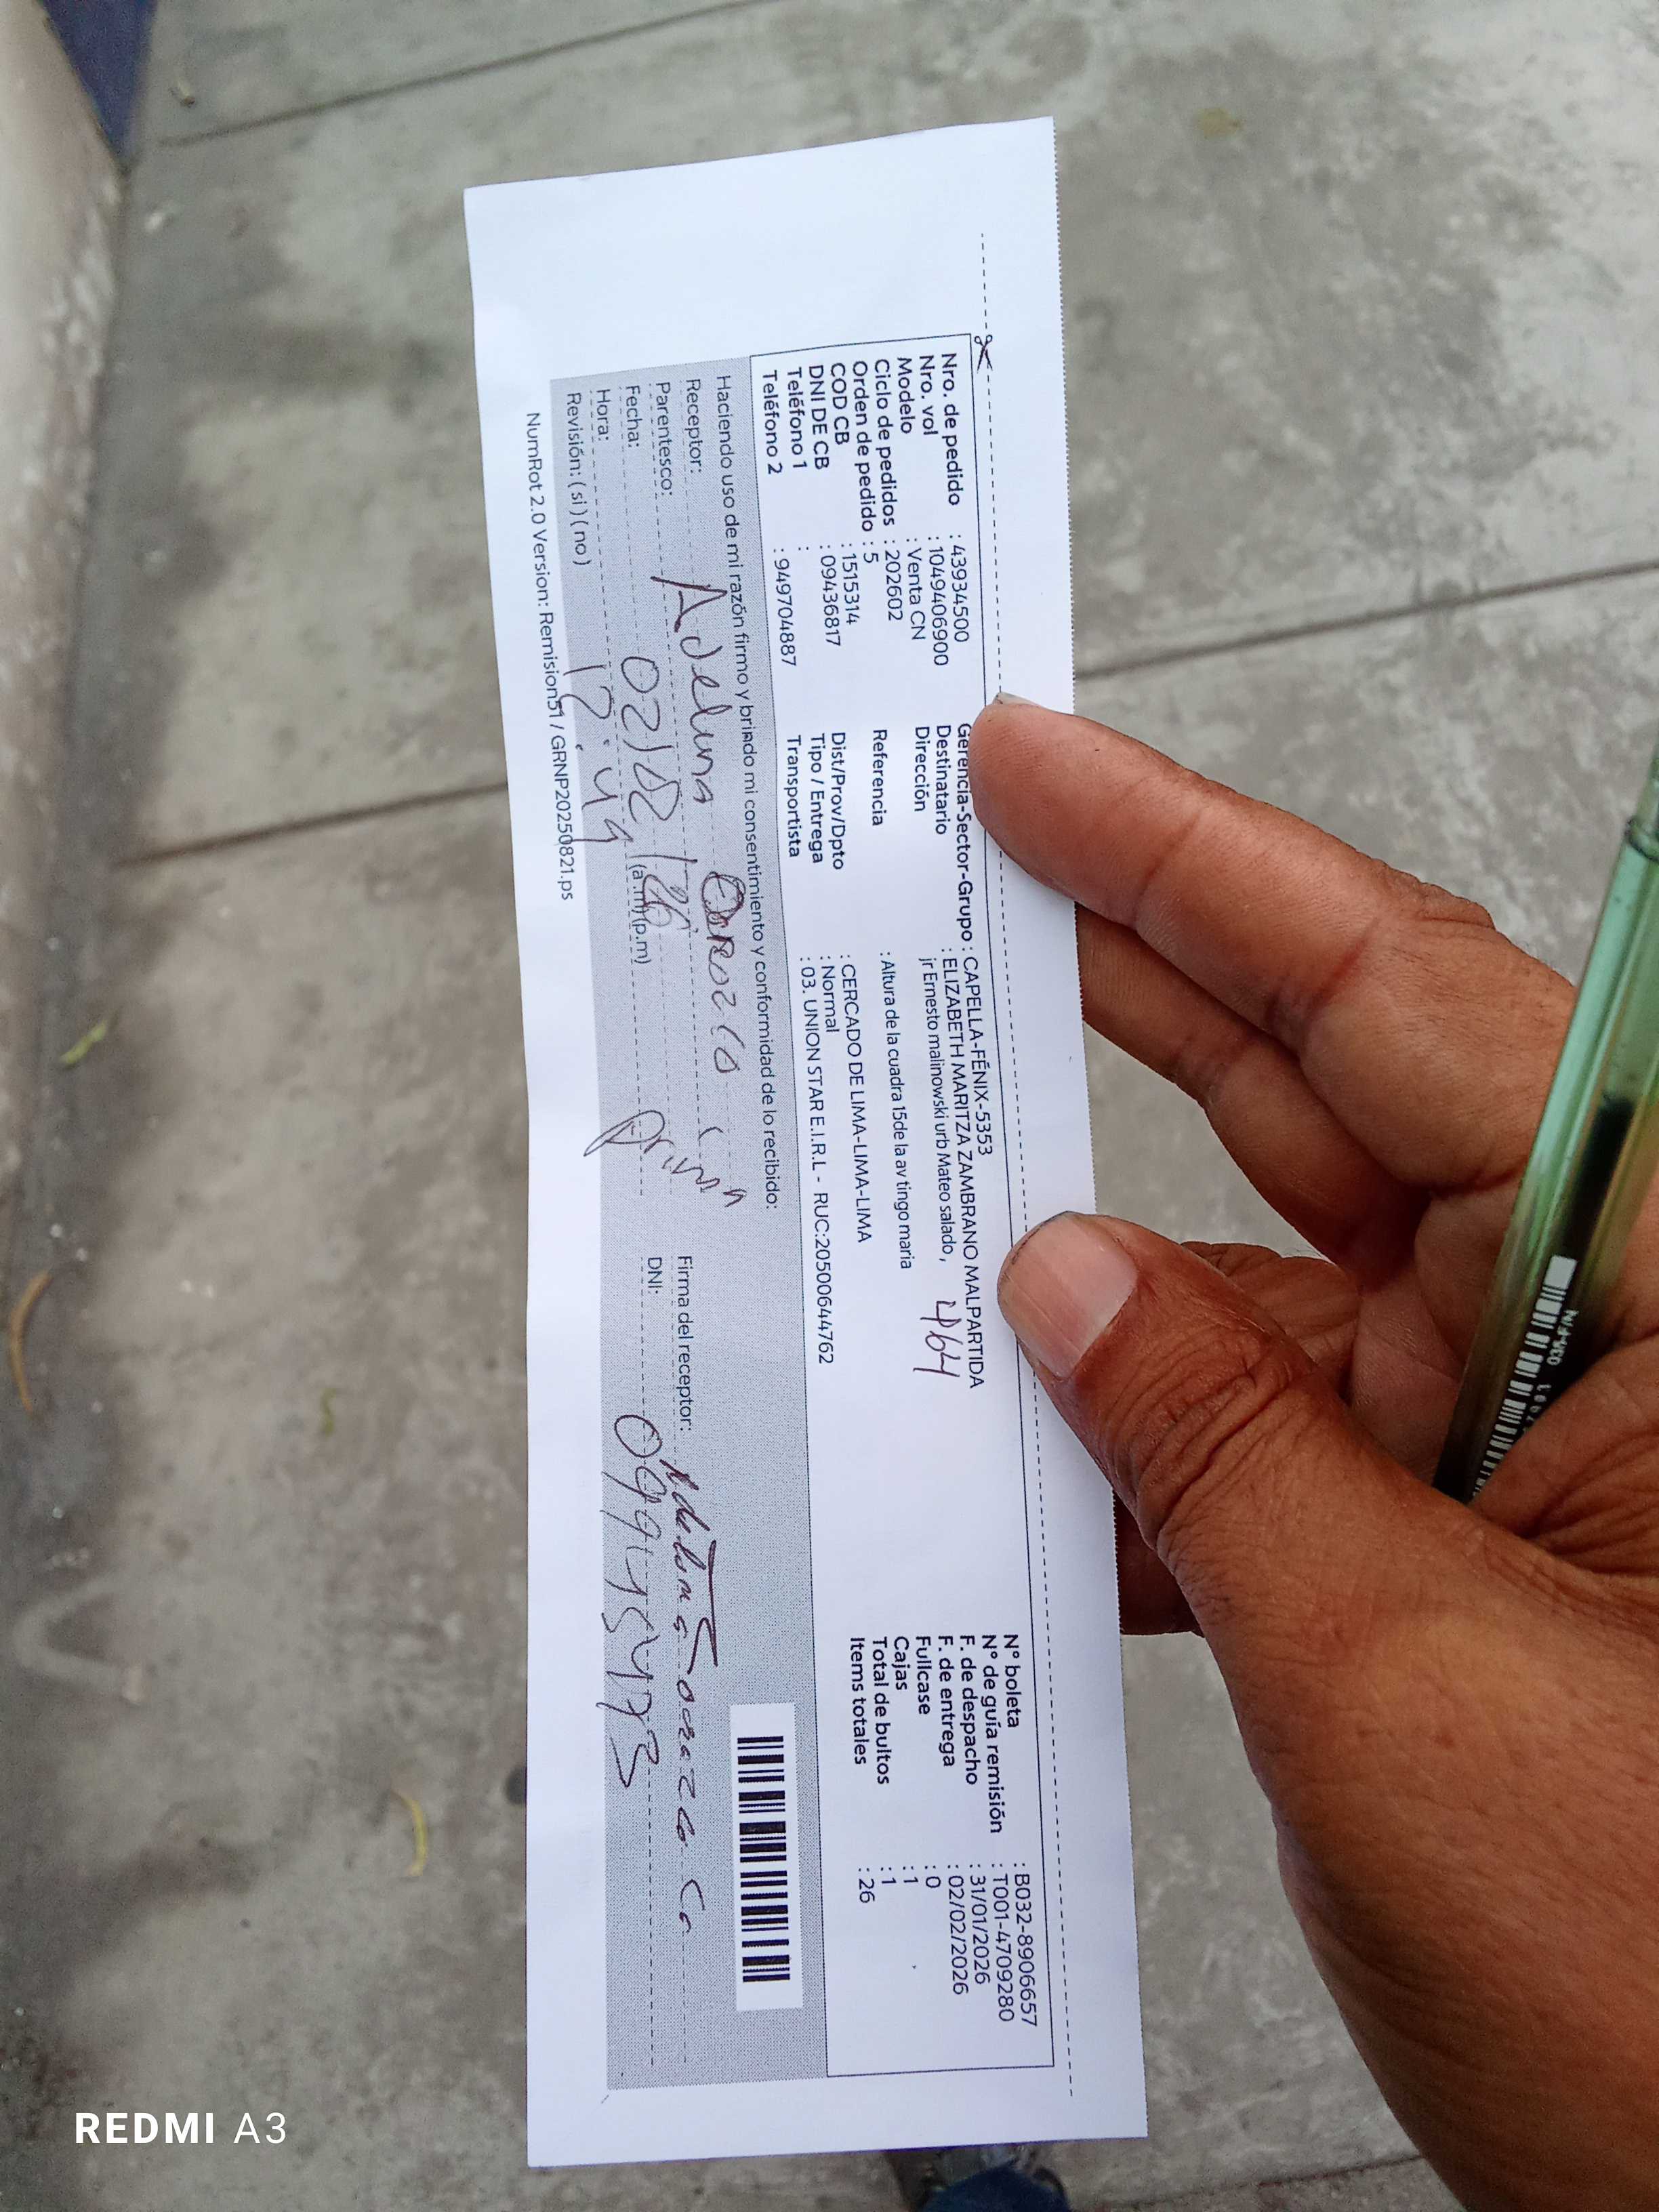 Nro. de pedido : 43934500
Nro. vol : 1049406900
Modelo : Venta CN
Ciclo de pedidos : 202602
Orden de pedido : 5
COD CB : 1515314
DNI DE CB : 09436817
Teléfono 1 :
Teléfono 2 : 949704887
Gerencia-Sector-Grupo : CAPELLA-FÉNIX-5353
Destinatario : ELIZABETH MARITZA ZAMBRANO MALPARTIDA
Dirección jr Ernesto malinowski urb Mateo salado, 464
Referencia : Altura de la cuadra 15de la av tingo maria
Dist/Prov/Dpto : CERCADO DE LIMA-LIMA-LIMA
Tipo / Entrega : Normal
Transportista : 03. UNION STAR E.I.R.L - RUC:20500644762
N° boleta : B032-8906657
N° de guía remisión : T001-4709280
F. de despacho : 31/01/2026
F. de entrega : 02/02/2026
Fullcase : 0
Cajas : 1
Total de bultos : 1
Items totales : 26
Haciendo uso de mi razón firmo y brindo mi consentimiento y conformidad de lo recibido:
Receptor: Adelina Orozco
Parentesco:
Fecha: 02/02/26
Hora: 12:49 (a.m)(p.m)
Revisión: ( si ) ( no )
Firma del receptor: Orozco
DNI:
NumRot 2.0 Version: Remision51 / GRNP20250821.ps
REDMI A3